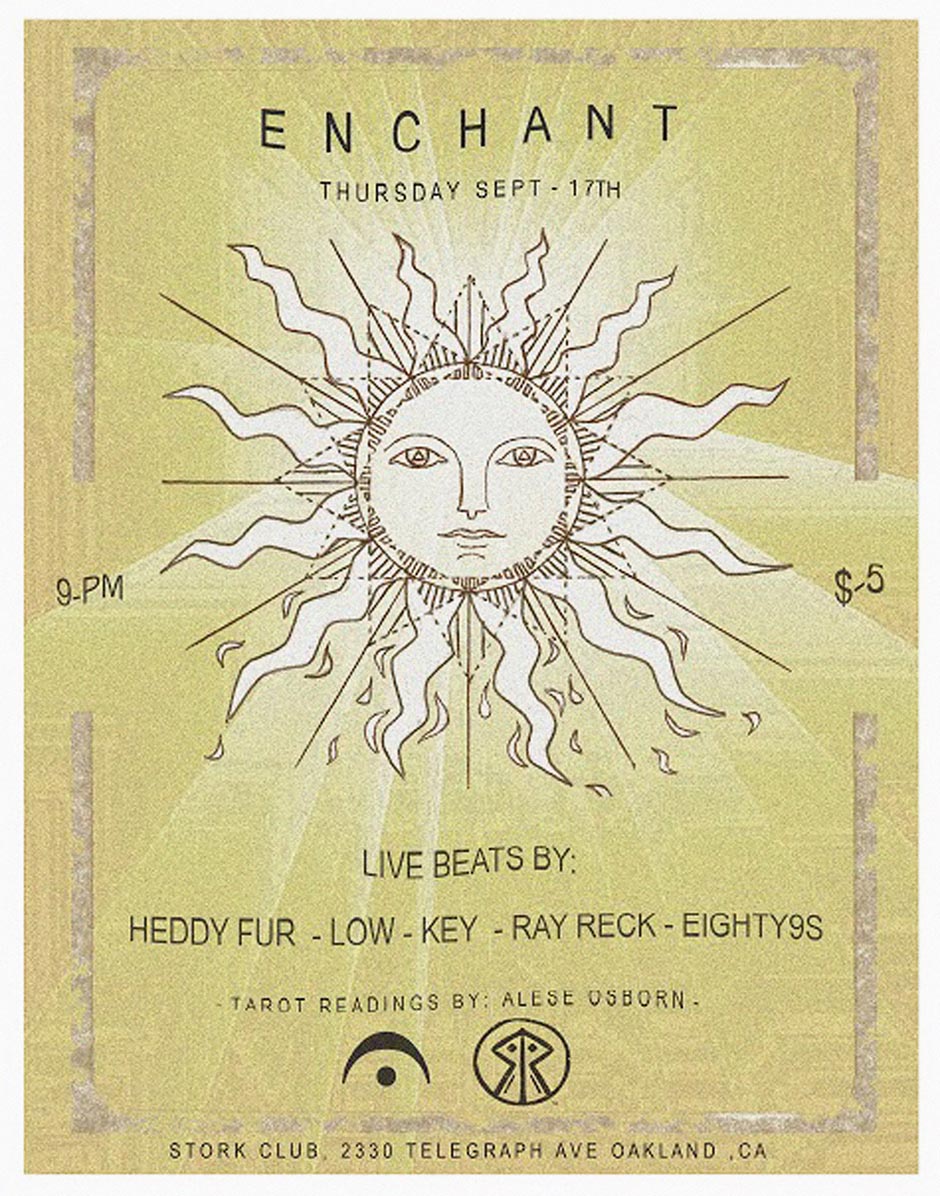 ENCHANT
THURSDAY SEPT - 17TH
9-PM
$-5
LIVE BEATS BY:
HEDDY FUR - LOW - KEY - RAY RECK - EIGHTY9S
- TAROT READINGS BY: ALESE OSBORN -
STORK CLUB, 2330 TELEGRAPH AVE OAKLAND ,CA